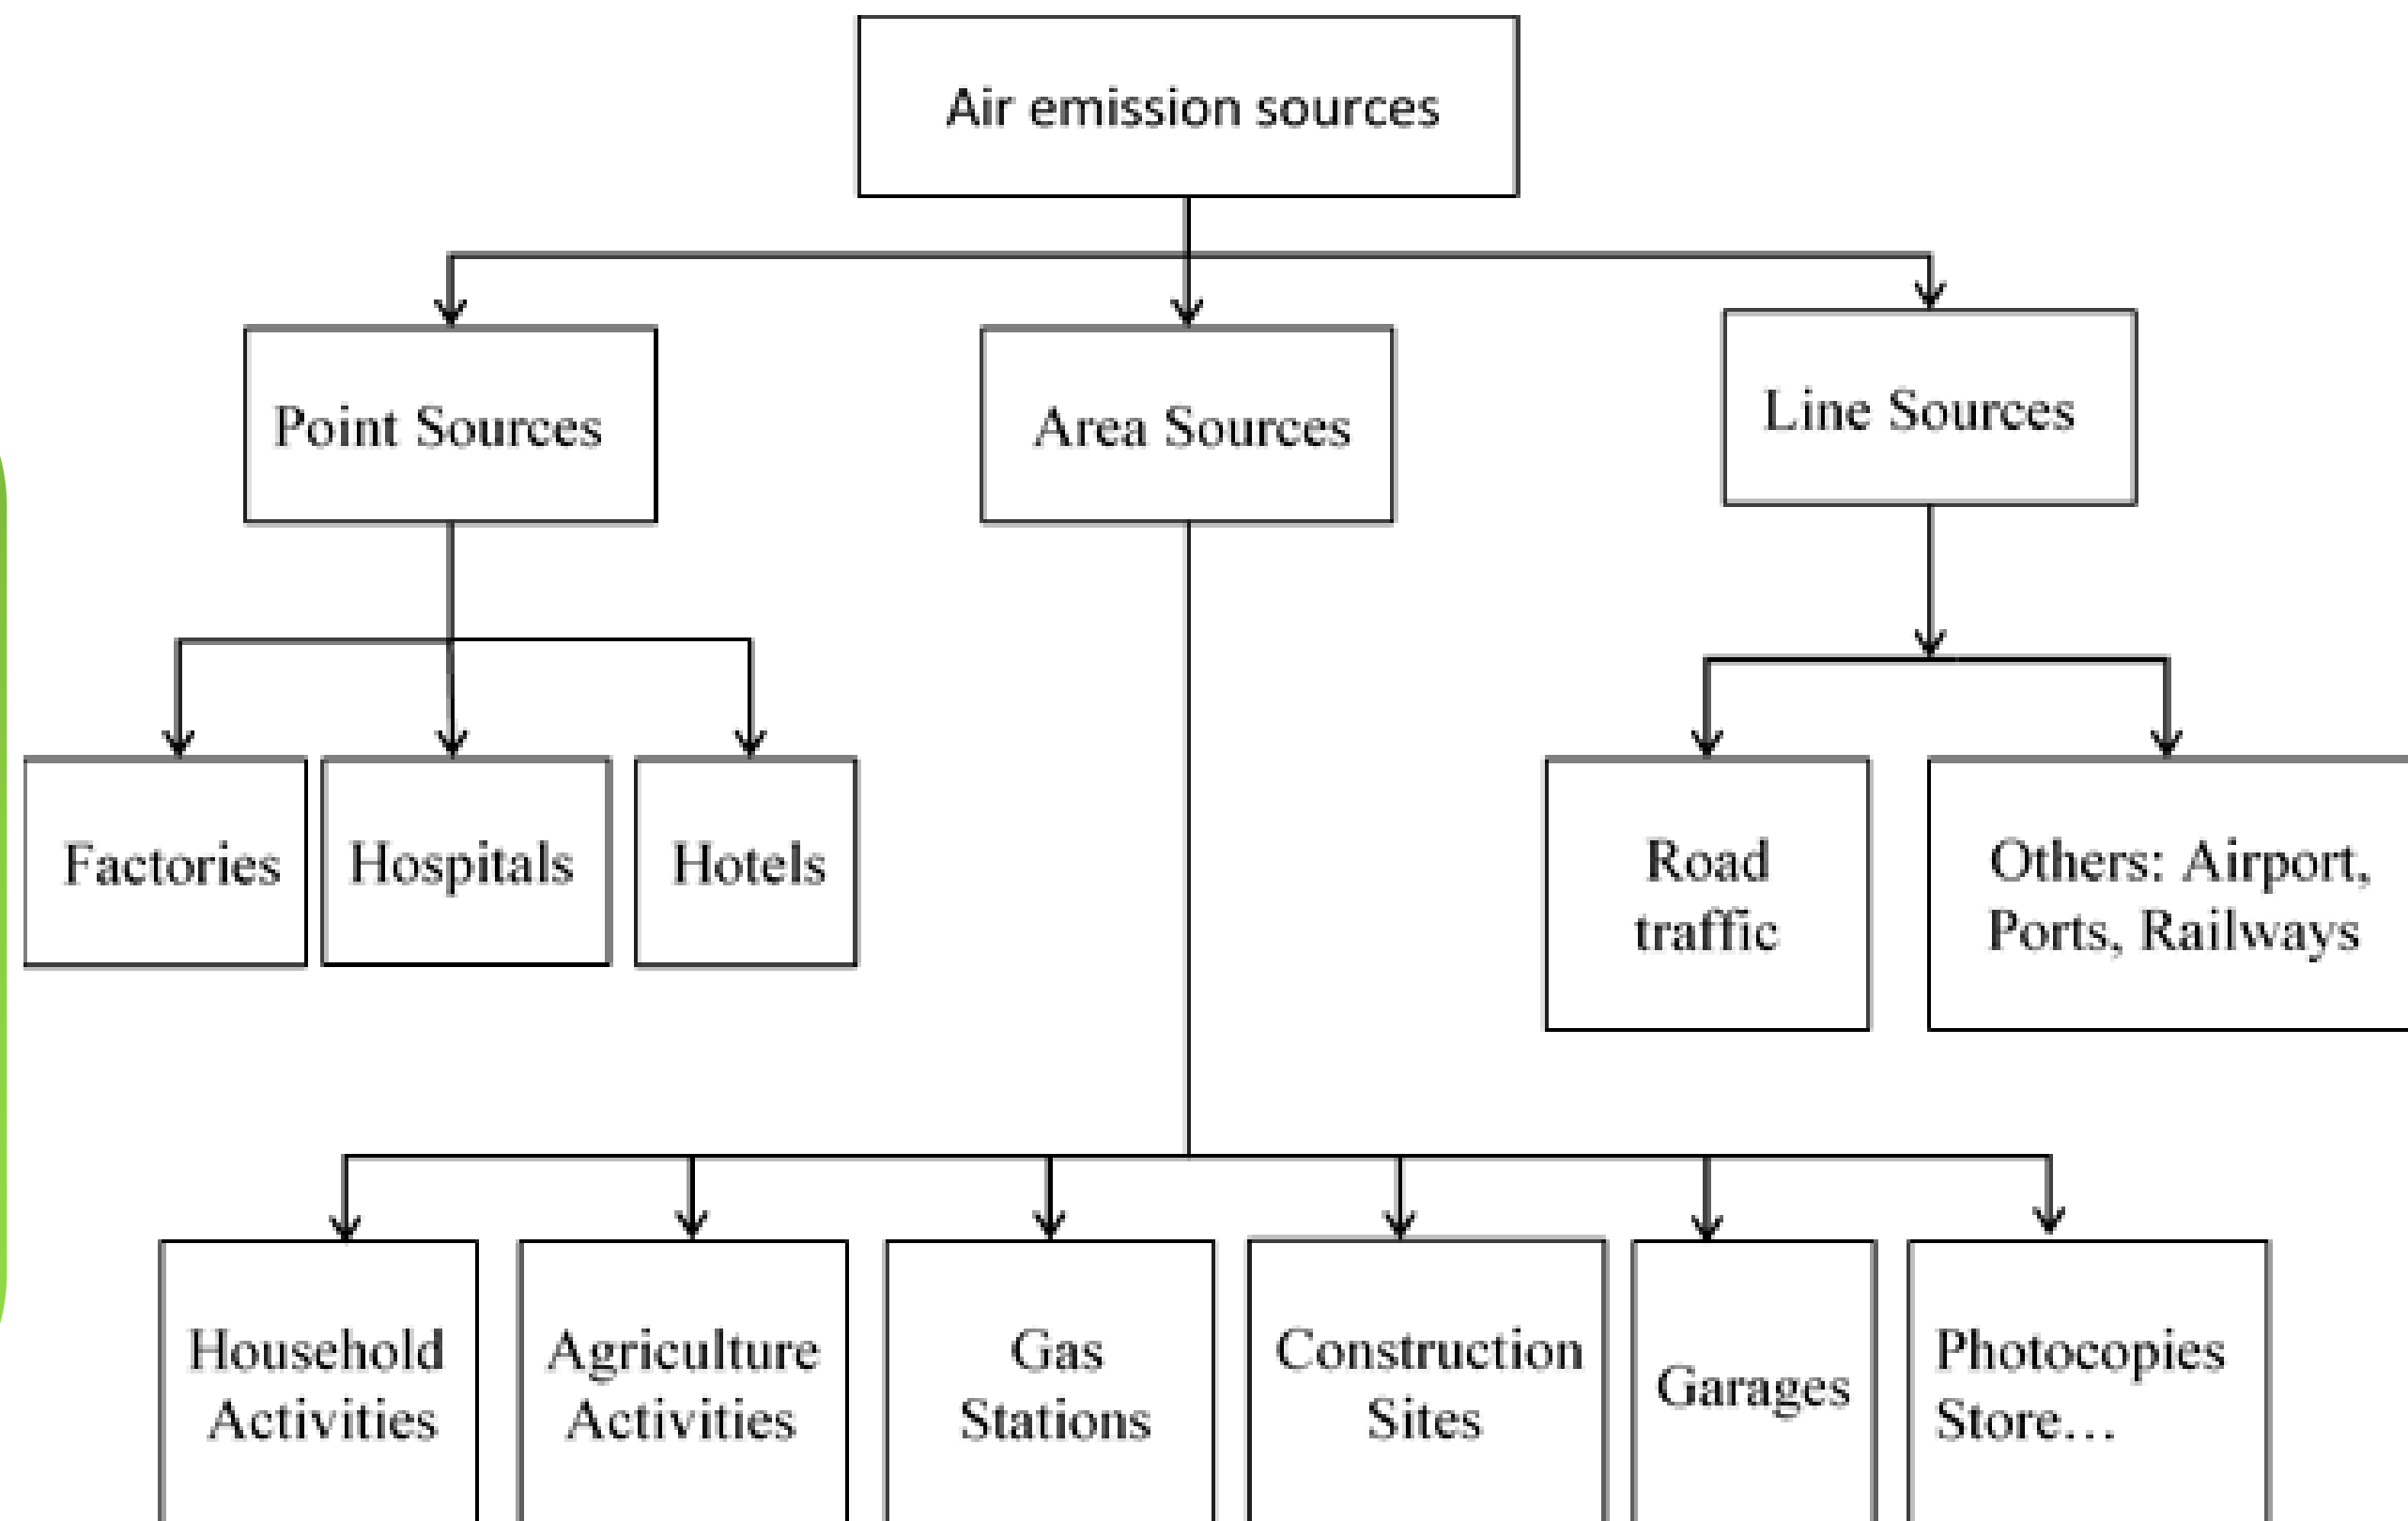 Air emission sources
Point Sources
Area Sources
Line Sources
Factories
Hospitals
Hotels
Road
traffic
Others: Airport,
Ports, Railways
Household
Activities
Agriculture
Activities
Gas
Stations
Construction
Sites
Garages
Photocopies
Store...